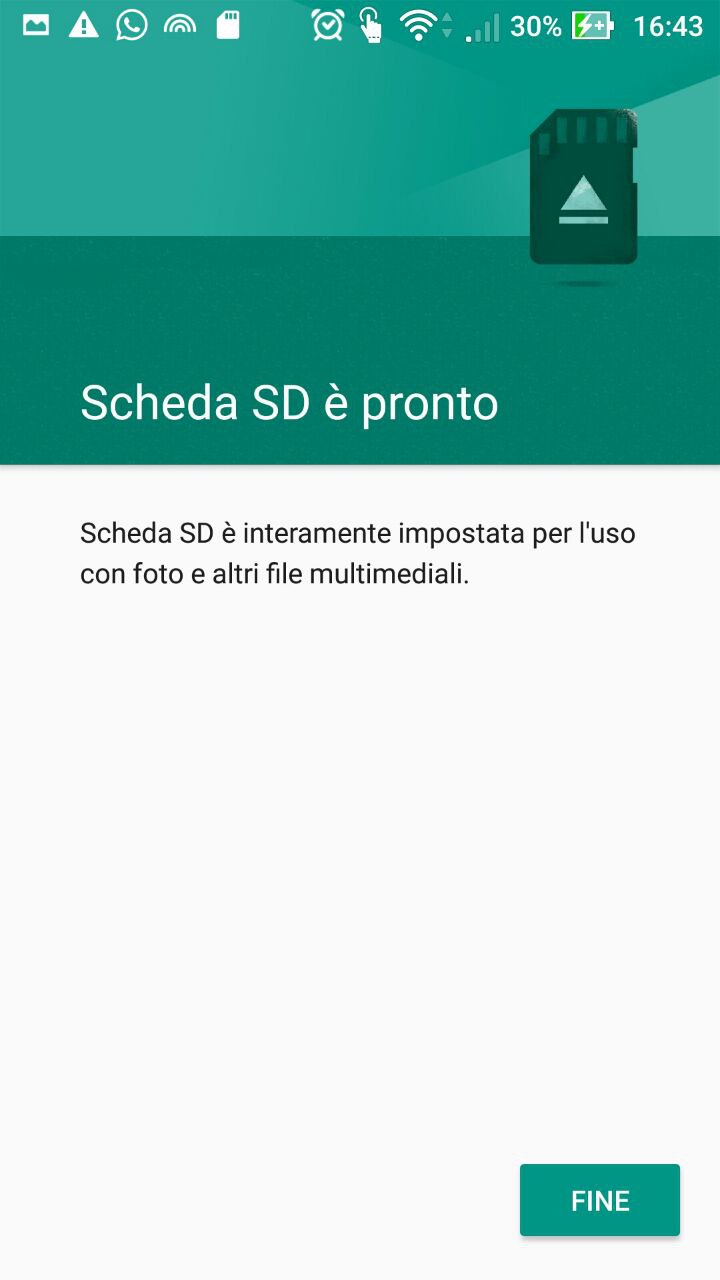 30% 16:43
Scheda SD è pronto
Scheda SD è interamente impostata per l'uso
con foto e altri file multimediali.
FINE